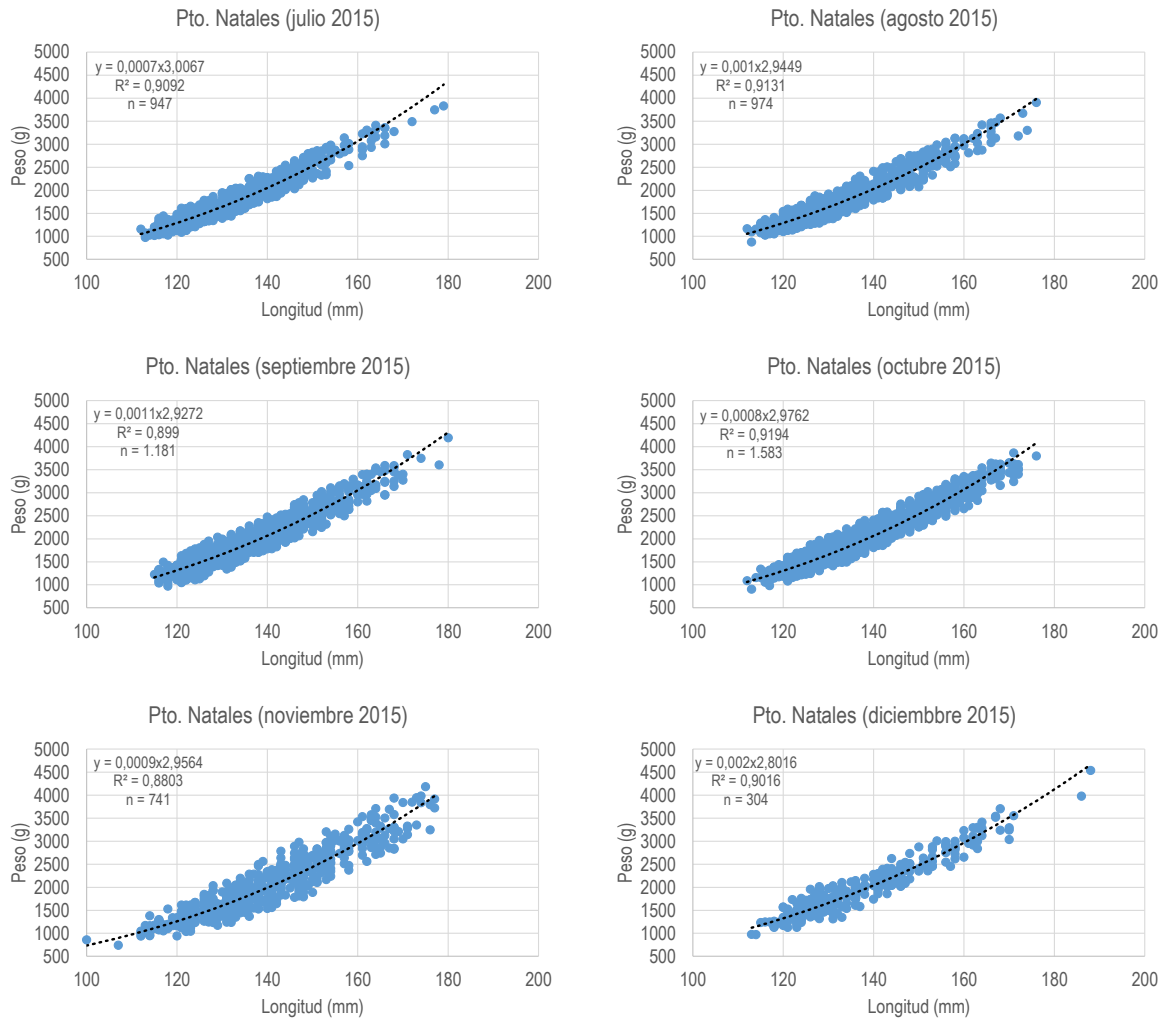 Pto. Natales (julio 2015)
y = 0,0007x3,0067
R² = 0,9092
n = 947
5000
4500
4000
3500
3000
2500
2000
1500
1000
500
Peso (g)
100 120 140 160 180 200
Longitud (mm)
Pto. Natales (agosto 2015)
y = 0,001x2,9449
R² = 0,9131
n = 974
5000
4500
4000
3500
3000
2500
2000
1500
1000
500
Peso (g)
100 120 140 160 180 200
Longitud (mm)
Pto. Natales (septiembre 2015)
y = 0,0011x2,9272
R² = 0,899
n = 1.181
5000
4500
4000
3500
3000
2500
2000
1500
1000
500
Peso (g)
100 120 140 160 180 200
Longitud (mm)
Pto. Natales (octubre 2015)
y = 0,0008x2,9762
R² = 0,9194
n = 1.583
5000
4500
4000
3500
3000
2500
2000
1500
1000
500
Peso (g)
100 120 140 160 180 200
Longitud (mm)
Pto. Natales (noviembre 2015)
y = 0,0009x2,9564
R² = 0,8803
n = 741
5000
4500
4000
3500
3000
2500
2000
1500
1000
500
Peso (g)
100 120 140 160 180 200
Longitud (mm)
Pto. Natales (diciembbre 2015)
y = 0,002x2,8016
R² = 0,9016
n = 304
5000
4500
4000
3500
3000
2500
2000
1500
1000
500
Peso (g)
100 120 140 160 180 200
Longitud (mm)